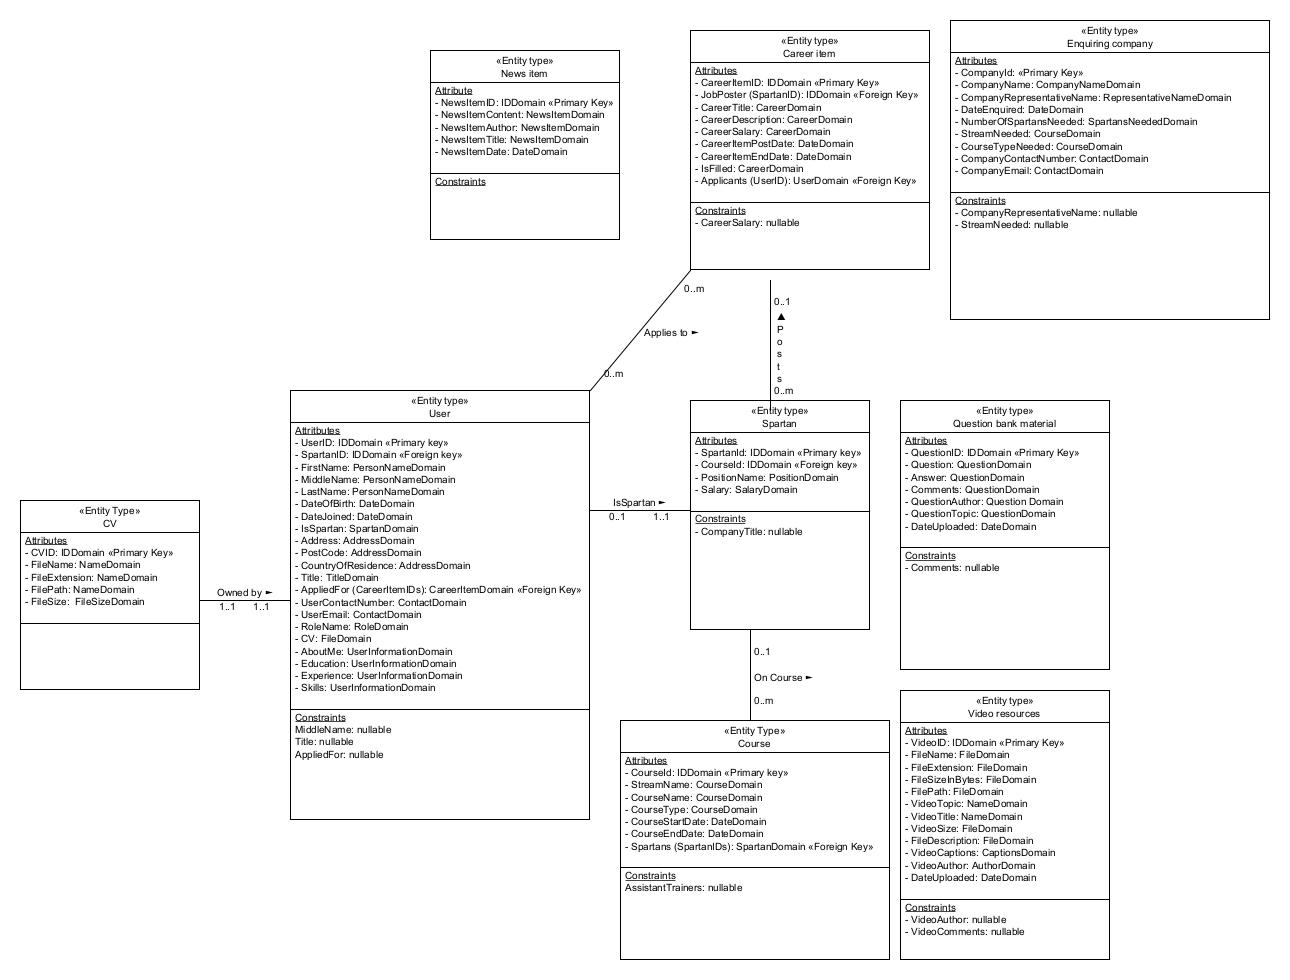 «Entity type»
News item
Attribute
- NewsItemID: IDDomain «Primary Key»
- NewsItemContent: NewsItemDomain
- NewsItemAuthor: NewsItemDomain
- NewsItemTitle: NewsItemDomain
- NewsItemDate: DateDomain
Constraints
«Entity type»
Career item
Attributes
- CareerItemID: IDDomain «Primary Key»
- JobPoster (SpartanID): IDDomain «Foreign Key»
- CareerTitle: CareerDomain
- CareerDescription: CareerDomain
- CareerSalary: CareerDomain
- CareerItemPostDate: DateDomain
- CareerItemEndDate: DateDomain
- IsFilled: CareerDomain
- Applicants (UserID): UserDomain «Foreign Key»
Constraints
- CareerSalary: nullable
«Entity type»
Enquiring company
Attributes
- CompanyId: «Primary Key»
- CompanyName: CompanyNameDomain
- CompanyRepresentativeName: RepresentativeNameDomain
- DateEnquired: DateDomain
- NumberOfSpartansNeeded: SpartansNeededDomain
- StreamNeeded: CourseDomain
- CourseTypeNeeded: CourseDomain
- CompanyContactNumber: ContactDomain
- CompanyEmail: ContactDomain
Constraints
- CompanyRepresentativeName: nullable
- StreamNeeded: nullable
0..m
Applies to ►
0..m
0..1
▲
P
o
s
t
s
0..m
«Entity type»
User
Attritbutes
- UserID: IDDomain «Primary key»
- SpartanID: IDDomain «Foreign key»
- FirstName: PersonNameDomain
- MiddleName: PersonNameDomain
- LastName: PersonNameDomain
- DateOfBirth: DateDomain
- DateJoined: DateDomain
- IsSpartan: SpartanDomain
- Address: AddressDomain
- PostCode: AddressDomain
- CountryOfResidence: AddressDomain
- Title: TitleDomain
- AppliedFor (CareerItemIDs): CareerItemDomain «Foreign Key»
- UserContactNumber: ContactDomain
- UserEmail: ContactDomain
- RoleName: RoleDomain
- CV: FileDomain
- AboutMe: UserInformationDomain
- Education: UserInformationDomain
- Experience: UserInformationDomain
- Skills: UserInformationDomain
Constraints
MiddleName: nullable
Title: nullable
AppliedFor: nullable
IsSpartan ►
0..1 1..1
«Entity type»
Spartan
Attributes
- SpartanId: IDDomain «Primary key»
- CourseId: IDDomain «Foreign key»
- PositionName: PositionDomain
- Salary: SalaryDomain
Constraints
- CompanyTitle: nullable
«Entity type»
Question bank material
Attributes
- QuestionID: IDDomain «Primary Key»
- Question: QuestionDomain
- Answer: QuestionDomain
- Comments: QuestionDomain
- QuestionAuthor: Question Domain
- QuestionTopic: QuestionDomain
- DateUploaded: DateDomain
Constraints
- Comments: nullable
«Entity Type»
CV
Attributes
- CVID: IDDomain «Primary Key»
- FileName: NameDomain
- FileExtension: NameDomain
- FilePath: NameDomain
- FileSize: FileSizeDomain
Owned by ►
1..1 1..1
0..1
On Course ►
0..m
«Entity Type»
Course
Attributes
- CourseId: IDDomain «Primary key»
- StreamName: CourseDomain
- CourseName: CourseDomain
- CourseType: CourseDomain
- CourseStartDate: DateDomain
- CourseEndDate: DateDomain
- Spartans (SpartanIDs): SpartanDomain «Foreign Key»
Constraints
AssistantTrainers: nullable
«Entity type»
Video resources
Attributes
- VideoID: IDDomain «Primary Key»
- FileName: FileDomain
- FileExtension: FileDomain
- FileSizeInBytes: FileDomain
- FilePath: FileDomain
- VideoTopic: NameDomain
- VideoTitle: NameDomain
- VideoSize: FileDomain
- FileDescription: FileDomain
- VideoCaptions: CaptionsDomain
- VideoAuthor: AuthorDomain
- DateUploaded: DateDomain
Constraints
- VideoAuthor: nullable
- VideoComments: nullable